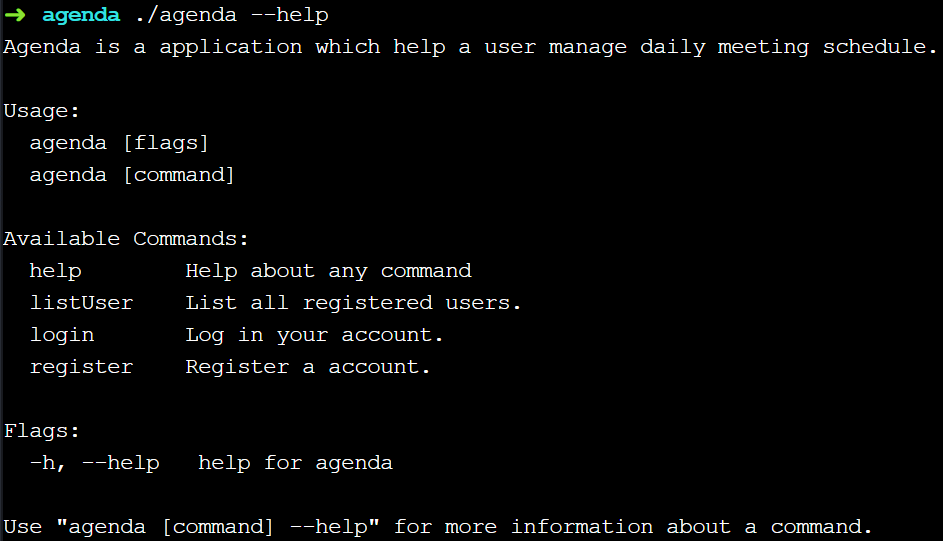 ➜ agenda ./agenda --help
Agenda is a application which help a user manage daily meeting schedule.

Usage:
  agenda [flags]
  agenda [command]

Available Commands:
  help        Help about any command
  listUser    List all registered users.
  login       Log in your account.
  register    Register a account.

Flags:
  -h, --help   help for agenda

Use "agenda [command] --help" for more information about a command.